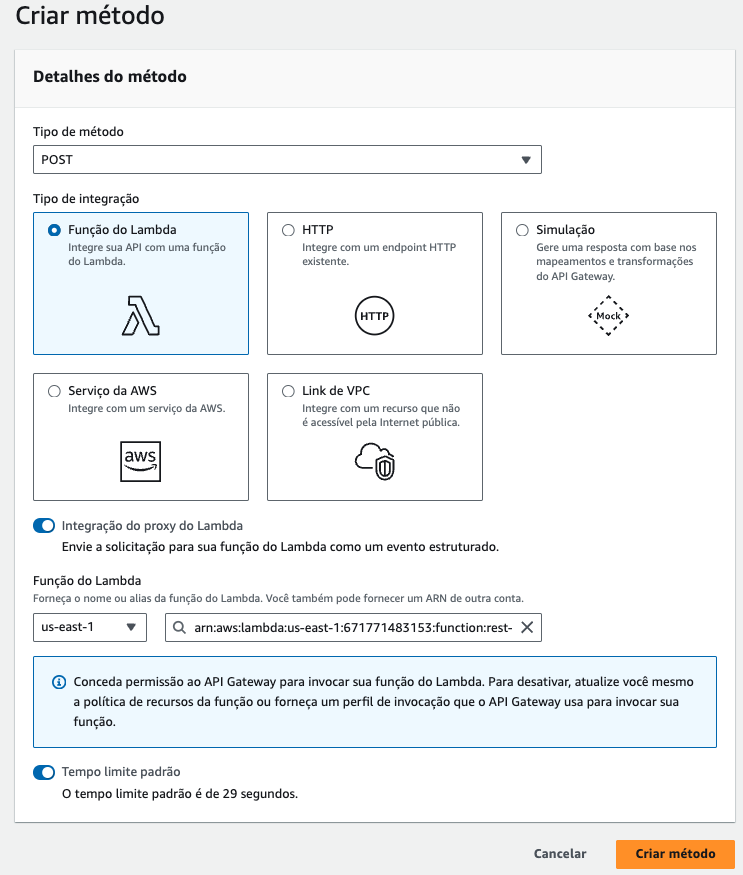 Criar método
Detalhes do método
Tipo de método
POST
Tipo de integração
Função do Lambda
Integre sua API com uma função
do Lambda.
HTTP
Integre com um endpoint HTTP
existente.
HTTP
Simulação
Gere uma resposta com base nos
mapeamentos e transformações
do API Gateway.
Mock
Serviço da AWS
Integre com um serviço da AWS.
aws
Link de VPC
Integre com um recurso que não
é acessível pela Internet pública.
Integração do proxy do Lambda
Envie a solicitação para sua função do Lambda como um evento estruturado.
Função do Lambda
Forneça o nome ou alias da função do Lambda. Você também pode fornecer um ARN de outra conta.
us-east-1
arn:aws:lambda:us-east-1:671771483153:function:rest-
Conceda permissão ao API Gateway para invocar sua função do Lambda. Para desativar, atualize você mesmo
a política de recursos da função ou forneça um perfil de invocação que o API Gateway usa para invocar sua
função.
Tempo limite padrão
O tempo limite padrão é de 29 segundos.
Cancelar
Criar método